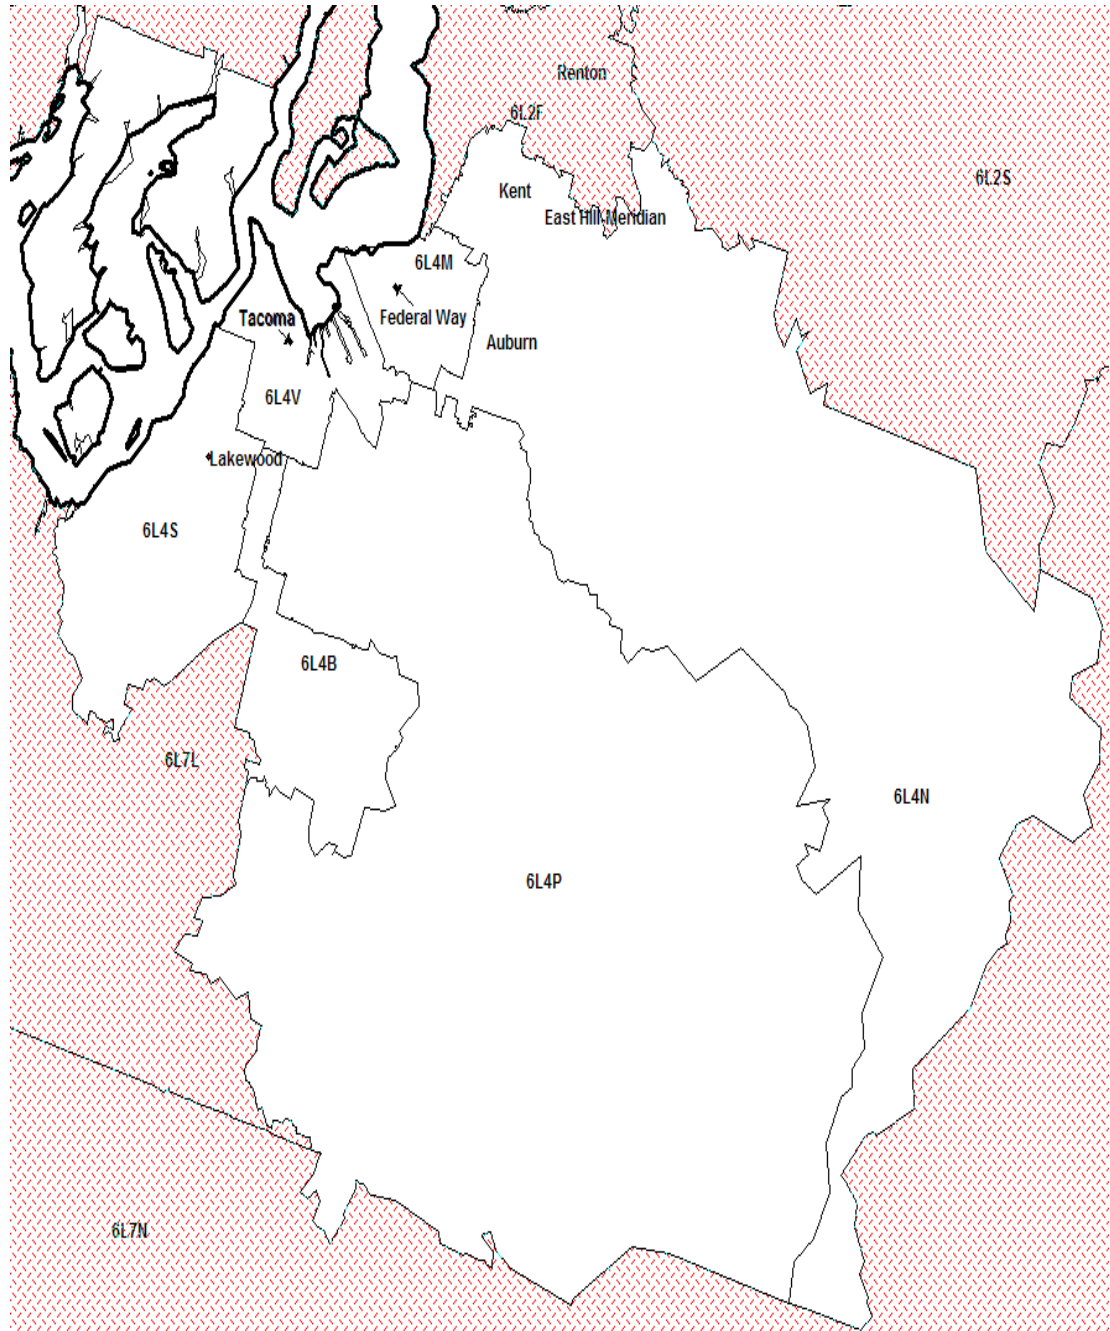 Renton
6L2F
6L2S
Kent
East Hill-Meridian
6L4M
Federal Way
Tacoma
Auburn
6L4V
Lakewood
6L4S
6L4B
6L7L
6L4N
6L4P
6L7N